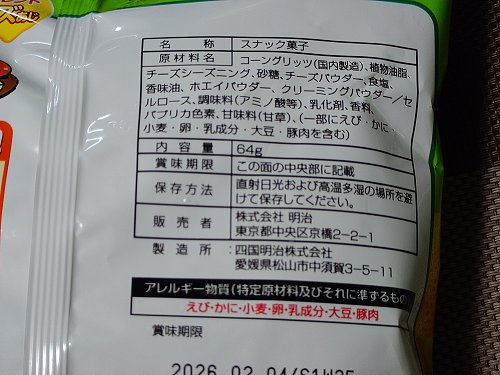 名称 スナック菓子
原材料名 コーングリッツ(国内製造)、植物油脂、
チーズシーズニング、砂糖、チーズパウダー、食塩、
香味油、ホエイパウダー、クリーミングパウダー/セ
ルロース、調味料(アミノ酸等)、乳化剤、香料、
パプリカ色素、甘味料(甘草)、(一部にえび・かに・
小麦・卵・乳成分・大豆・豚肉を含む)
内容量 64g
賞味期限 この面の中央部に記載
保存方法 直射日光および高温多湿の場所を避
けて保存してください。
販売者 株式会社 明治
東京都中央区京橋2-2-1
製造所:四国明治株式会社
愛媛県松山市中須賀3-5-11
アレルギー物質(特定原材料及びそれに準ずるもの)
えび・かに・小麦・卵・乳成分・大豆・豚肉
賞味期限
2026.02.04/S1W25